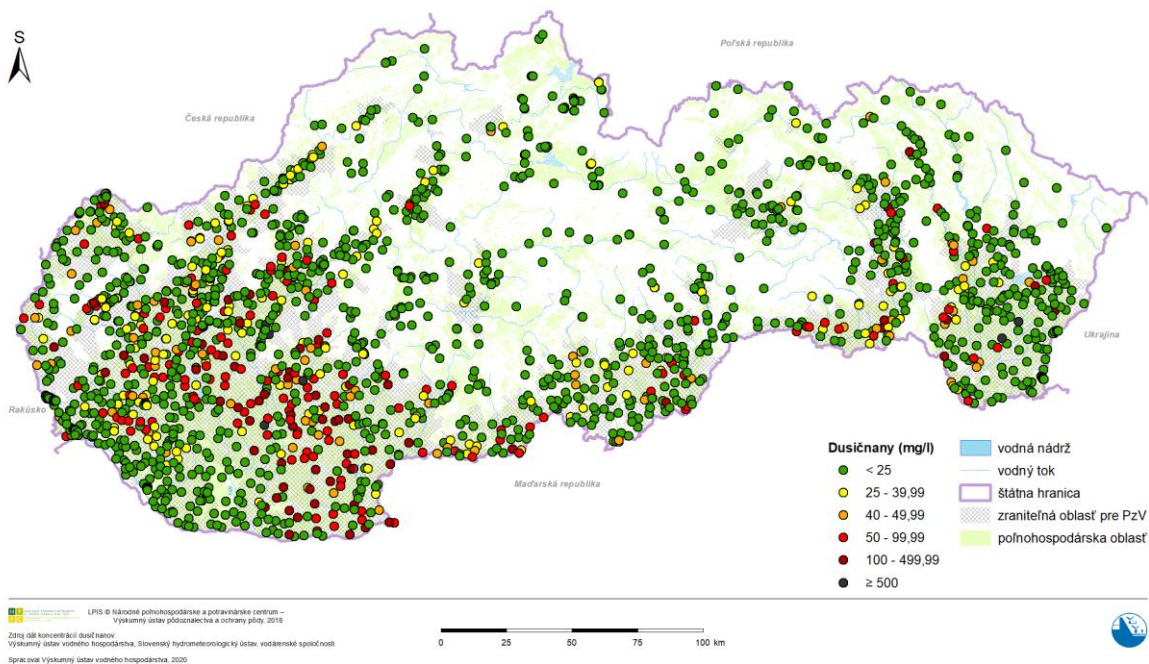 S
Poľská republika
Česká republika
Ukrajina
Rakúsko
Maďarská republika
Dusičnany (mg/l)
< 25
25 - 39,99
40 - 49,99
50 - 99,99
100 - 499,99
≥ 500
vodná nádrž
vodný tok
štátna hranica
zraniteľná oblasť pre PzV
poľnohospodárska oblasť
LPIS © Národné poľnohospodárske a potravinárske centrum –
Výskumný ústav pôdoznalectva a ochrany pôdy, 2018
Zdroj dát koncentrácií dusičnanov:
Výskumný ústav vodného hospodárstva, Slovenský hydrometeorologický ústav, vodárenské spoločnosti
Spracoval Výskumný ústav vodného hospodárstva, 2020
0 25 50 75 100 km